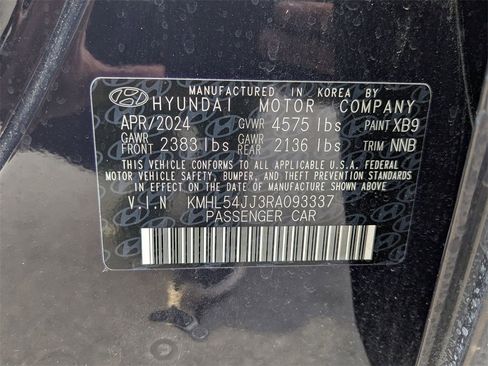 MANUFACTURED IN KOREA BY
HYUNDAI MOTOR COMPANY
APR/2024 GVWR 4575 lbs PAINT XB9
GAWR FRONT 2383 lbs GAWR REAR 2136 lbs TRIM NNB
THIS VEHICLE CONFORMS TO ALL APPLICABLE U.S.A. FEDERAL
MOTOR VEHICLE SAFETY, BUMPER, AND THEFT PREVENTION
STANDARDS IN EFFECT ON THE DATE OF MANUFACTURE SHOWN ABOVE.
V.I.N KMHL54JJ3RA093337
PASSENGER CAR